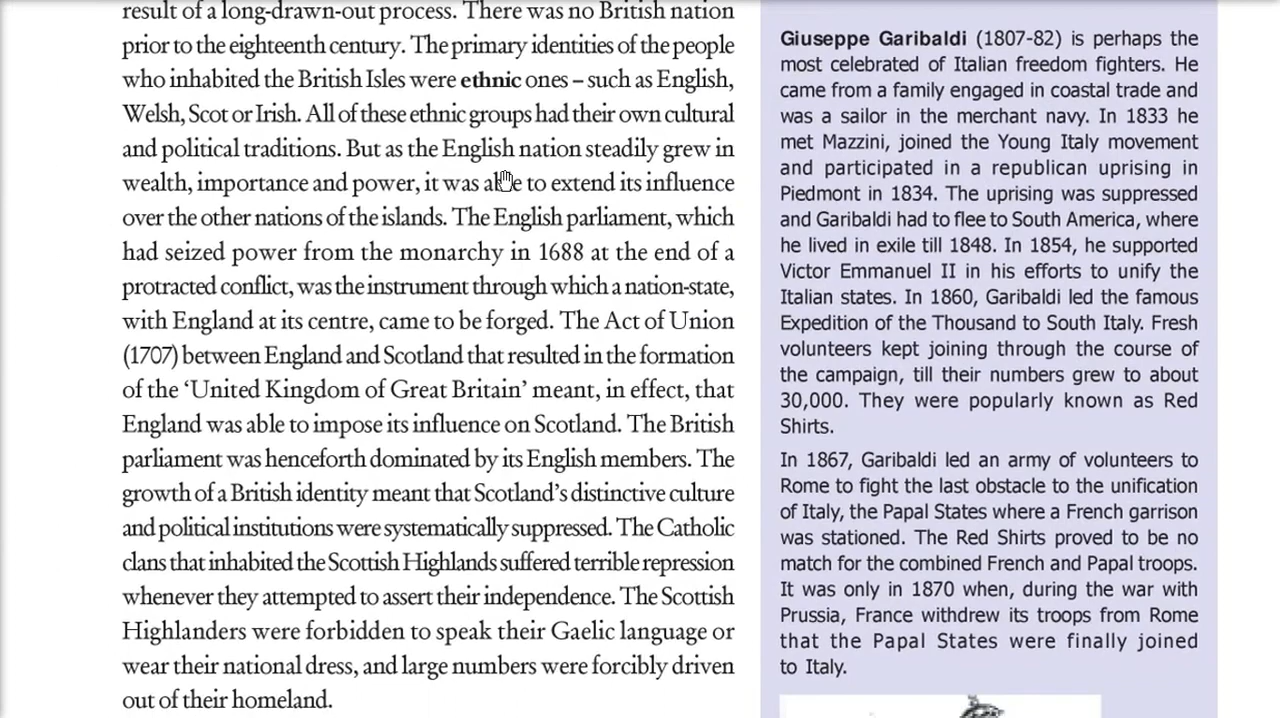 result of a long-drawn-out process. There was no British nation
prior to the eighteenth century. The primary identities of the people
who inhabited the British Isles were ethnic ones – such as English,
Welsh, Scot or Irish. All of these ethnic groups had their own cultural
and political traditions. But as the English nation steadily grew in
wealth, importance and power, it was able to extend its influence
over the other nations of the islands. The English parliament, which
had seized power from the monarchy in 1688 at the end of a
protracted conflict, was the instrument through which a nation-state,
with England at its centre, came to be forged. The Act of Union
(1707) between England and Scotland that resulted in the formation
of the ‘United Kingdom of Great Britain’ meant, in effect, that
England was able to impose its influence on Scotland. The British
parliament was henceforth dominated by its English members. The
growth of a British identity meant that Scotland’s distinctive culture
and political institutions were systematically suppressed. The Catholic
clans that inhabited the Scottish Highlands suffered terrible repression
whenever they attempted to assert their independence. The Scottish
Highlanders were forbidden to speak their Gaelic language or
wear their national dress, and large numbers were forcibly driven
out of their homeland.
Giuseppe Garibaldi (1807-82) is perhaps the
most celebrated of Italian freedom fighters. He
came from a family engaged in coastal trade and
was a sailor in the merchant navy. In 1833 he
met Mazzini, joined the Young Italy movement
and participated in a republican uprising in
Piedmont in 1834. The uprising was suppressed
and Garibaldi had to flee to South America, where
he lived in exile till 1848. In 1854, he supported
Victor Emmanuel II in his efforts to unify the
Italian states. In 1860, Garibaldi led the famous
Expedition of the Thousand to South Italy. Fresh
volunteers kept joining through the course of
the campaign, till their numbers grew to about
30,000. They were popularly known as Red
Shirts.
In 1867, Garibaldi led an army of volunteers to
Rome to fight the last obstacle to the unification
of Italy, the Papal States where a French garrison
was stationed. The Red Shirts proved to be no
match for the combined French and Papal troops.
It was only in 1870 when, during the war with
Prussia, France withdrew its troops from Rome
that the Papal States were finally joined
to Italy.